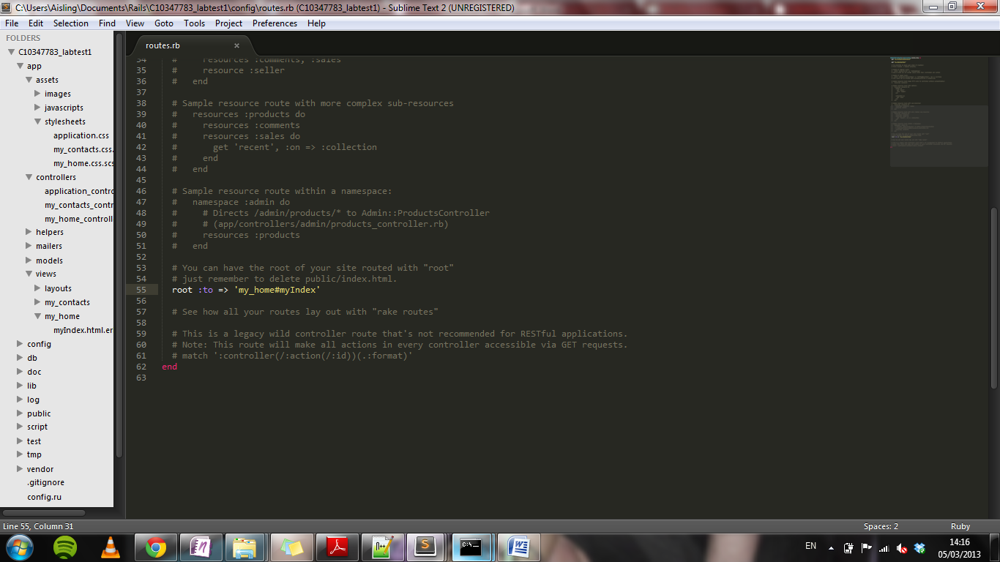 C:\Users\Aisling\Documents\Rails\C10347783_labtest1\config\routes.rb (C10347783_labtest1) - Sublime Text 2 (UNREGISTERED)
File Edit Selection Find View Goto Tools Project Preferences Help
FOLDERS
C10347783_labtest1
app
assets
images
javascripts
stylesheets
application.css
my_contacts.css.
my_home.css.scs
controllers
application_contro
my_contacts_contr
my_home_controll
helpers
mailers
models
views
layouts
my_contacts
my_home
myIndex.html.er
config
db
doc
lib
log
public
script
test
tmp
vendor
.gitignore
config.ru
routes.rb
34 # resources :comments, :sales
35 # resource :seller
36 # end
37
38 # Sample resource route with more complex sub-resources
39 # resources :products do
40 # resources :comments
41 # resources :sales do
42 # get 'recent', :on => :collection
43 # end
44 # end
45
46 # Sample resource route within a namespace:
47 # namespace :admin do
48 # # Directs /admin/products/* to Admin::ProductsController
49 # # (app/controllers/admin/products_controller.rb)
50 # resources :products
51 # end
52
53 # You can have the root of your site routed with "root"
54 # just remember to delete public/index.html.
55 root :to => 'my_home#myIndex'
56
57 # See how all your routes lay out with "rake routes"
58
59 # This is a legacy wild controller route that's not recommended for RESTful applications.
60 # Note: This route will make all actions in every controller accessible via GET requests.
61 # match ':controller(/:action(/:id))(.:format)'
62 end
63
Line 55, Column 31
Spaces: 2
Ruby
EN
14:16
05/03/2013